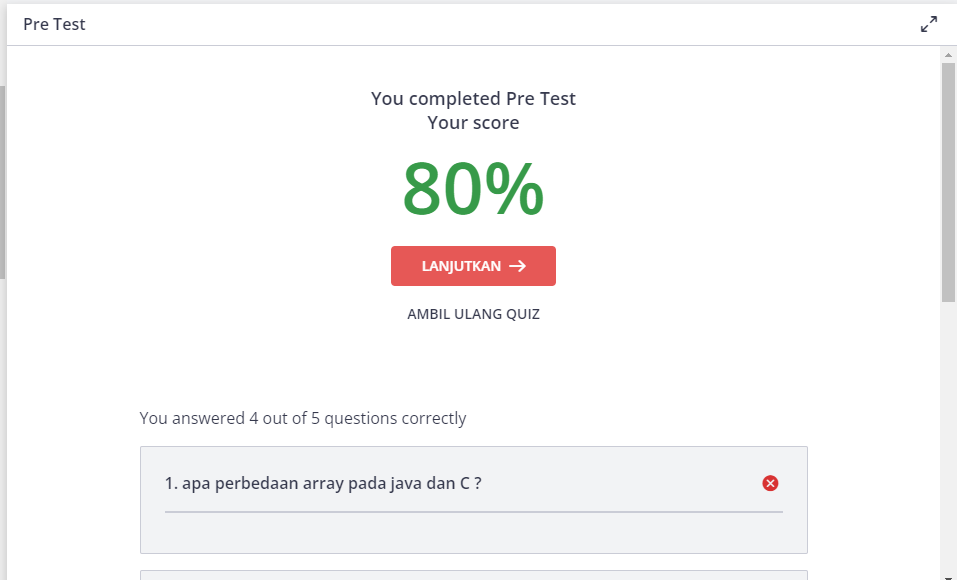 Pre Test
You completed Pre Test
Your score
80%
LANJUTKAN →
AMBIL ULANG QUIZ
You answered 4 out of 5 questions correctly
1. apa perbedaan array pada java dan C ?